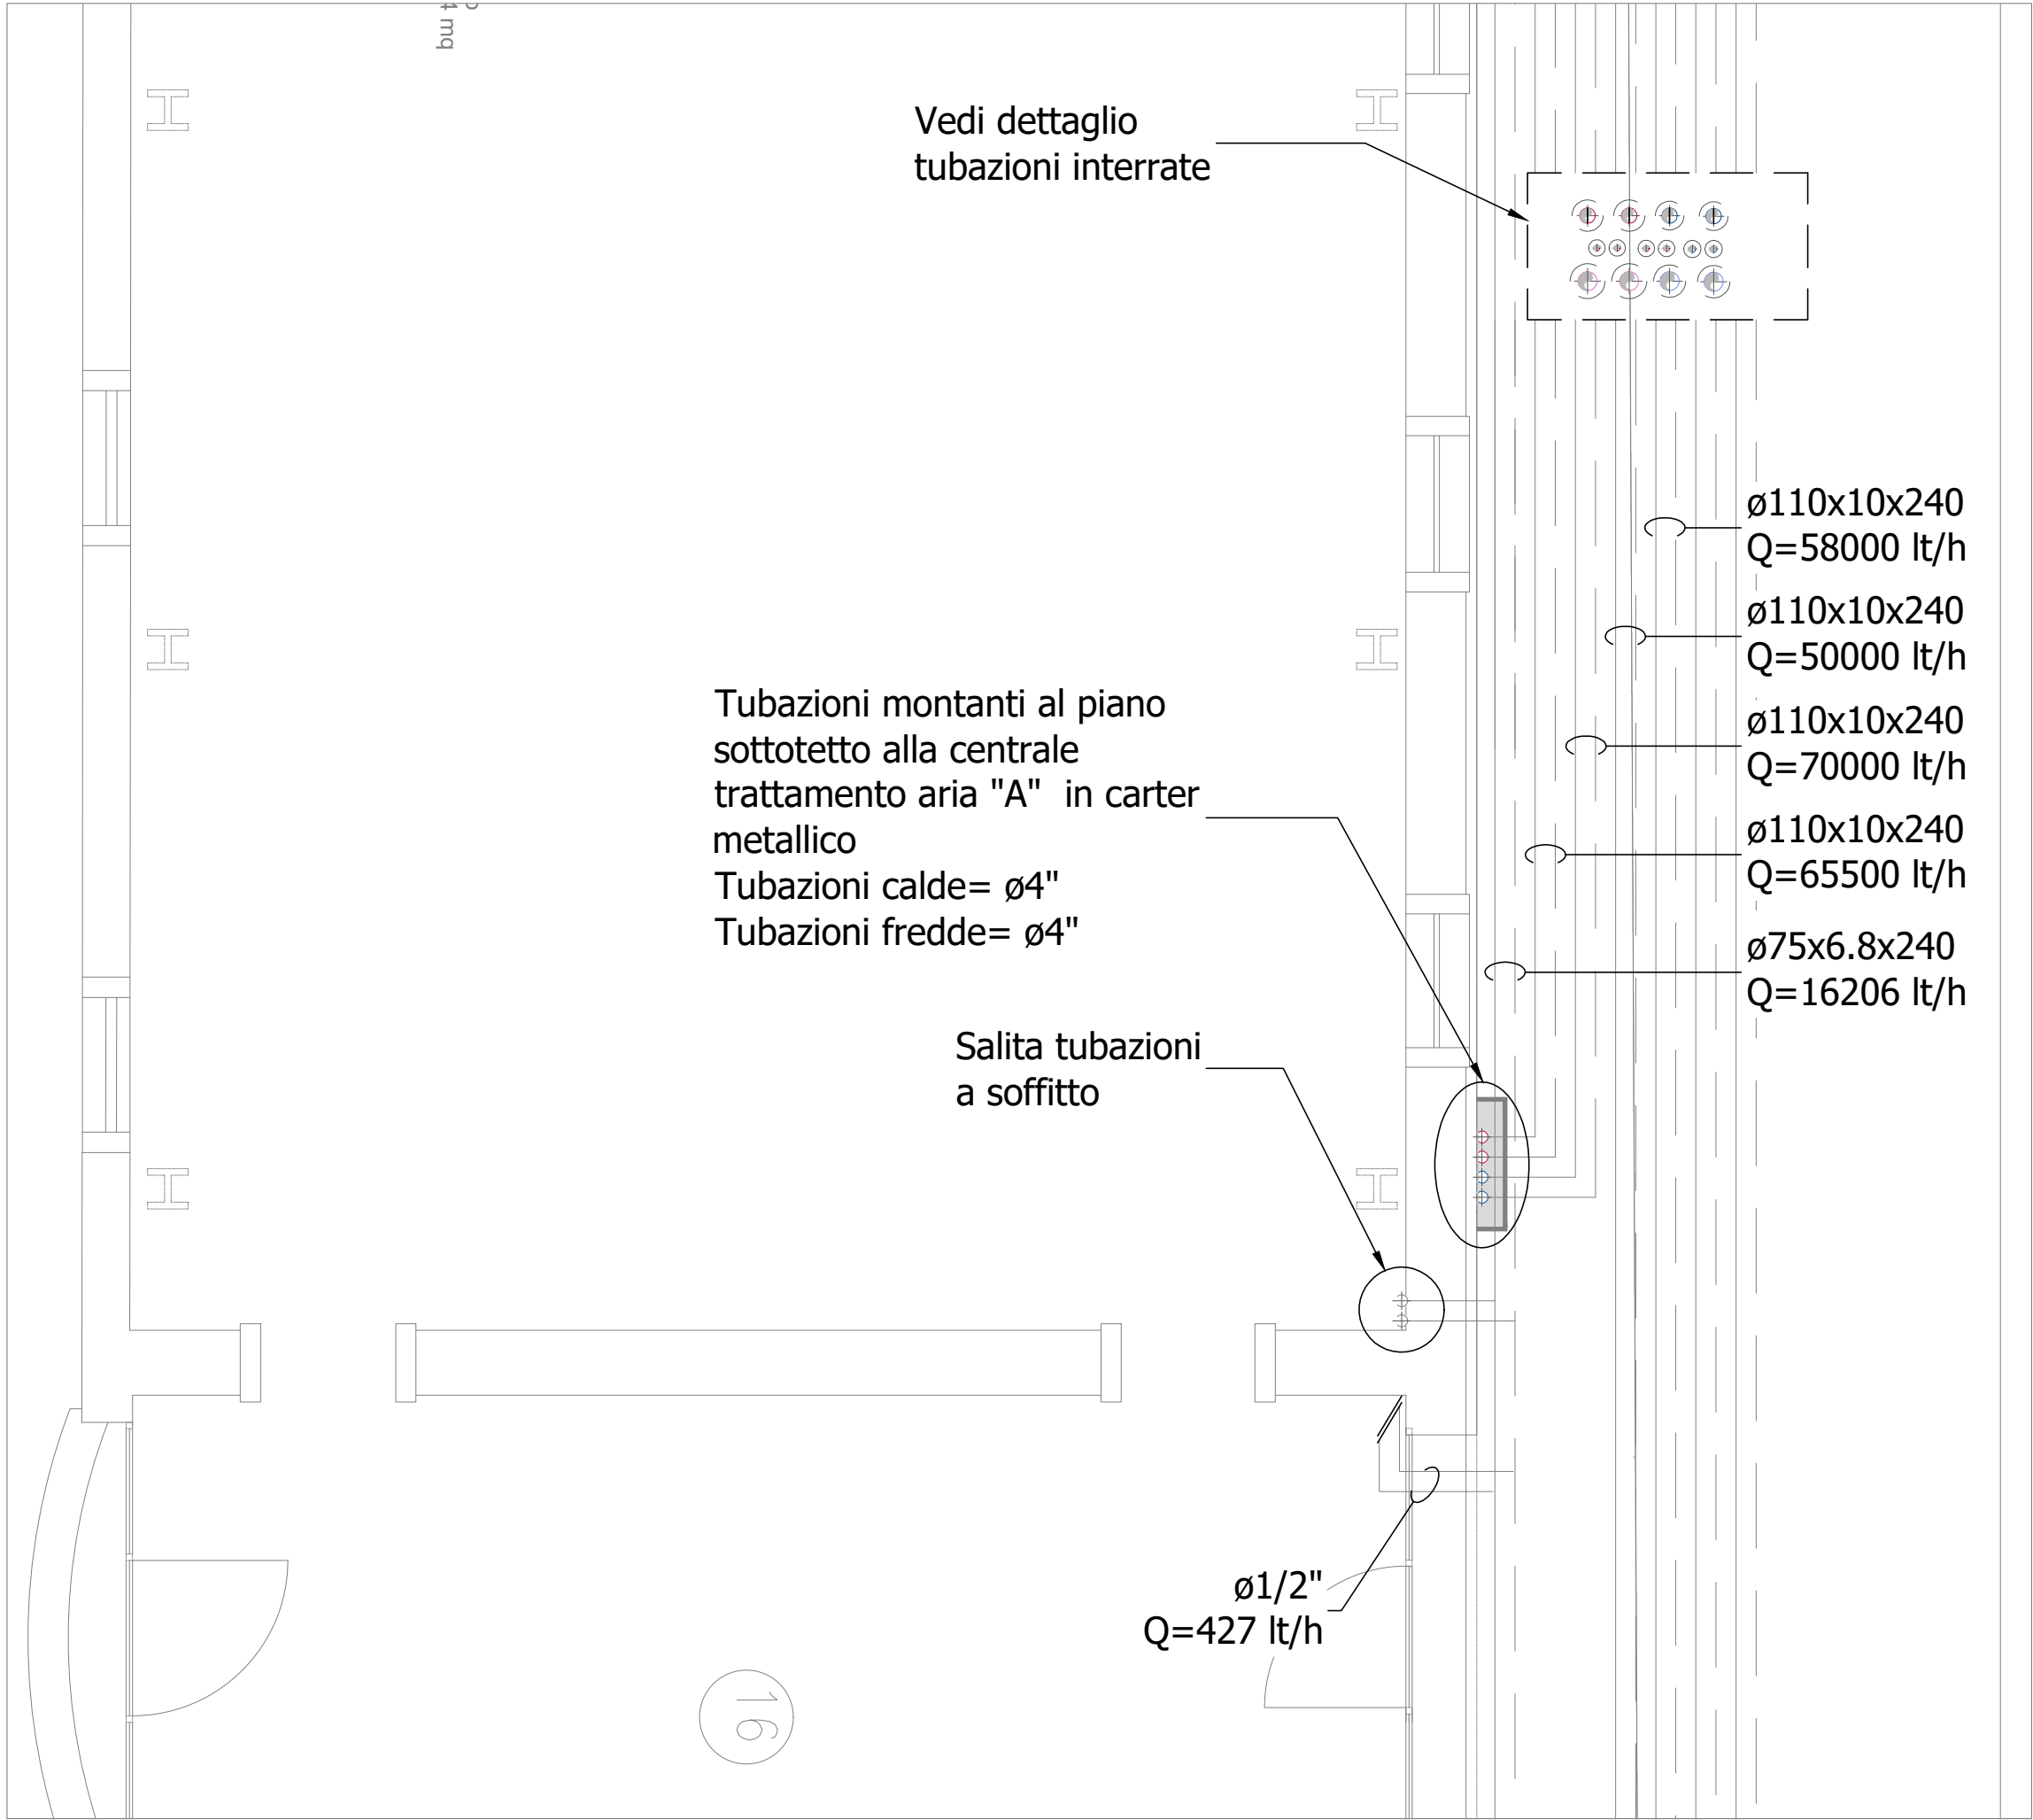 4 mq
Vedi dettaglio
tubazioni interrate
ø110x10x240
Q=58000 lt/h
ø110x10x240
Q=50000 lt/h
ø110x10x240
Q=70000 lt/h
ø110x10x240
Q=65500 lt/h
ø75x6.8x240
Q=16206 lt/h
Tubazioni montanti al piano
sottotetto alla centrale
trattamento aria "A" in carter
metallico
Tubazioni calde= ø4"
Tubazioni fredde= ø4"
Salita tubazioni
a soffitto
ø1/2"
Q=427 lt/h
16